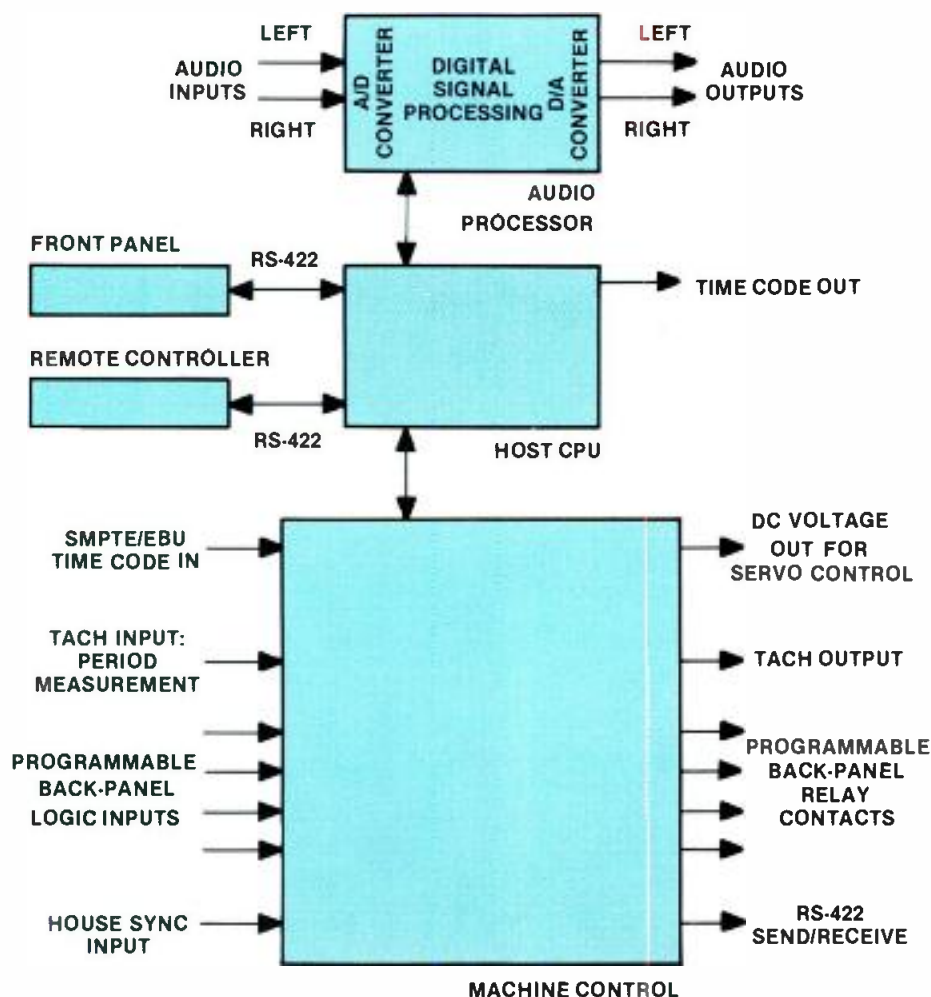 LEFT
AUDIO
INPUTS
RIGHT
A/D
CONVERTER
DIGITAL
SIGNAL
PROCESSING
D/A
CONVERTER
LEFT
AUDIO
OUTPUTS
RIGHT
AUDIO
PROCESSOR
FRONT PANEL
RS-422
TIME CODE OUT
REMOTE CONTROLLER
RS-422
HOST CPU
SMPTE/EBU
TIME CODE IN
DC VOLTAGE
OUT FOR
SERVO CONTROL
TACH INPUT:
PERIOD
MEASUREMENT
TACH OUTPUT
PROGRAMMABLE
BACK-PANEL
LOGIC INPUTS
PROGRAMMABLE
BACK-PANEL
RELAY
CONTACTS
HOUSE SYNC
INPUT
RS-422
SEND/RECEIVE
MACHINE CONTROL